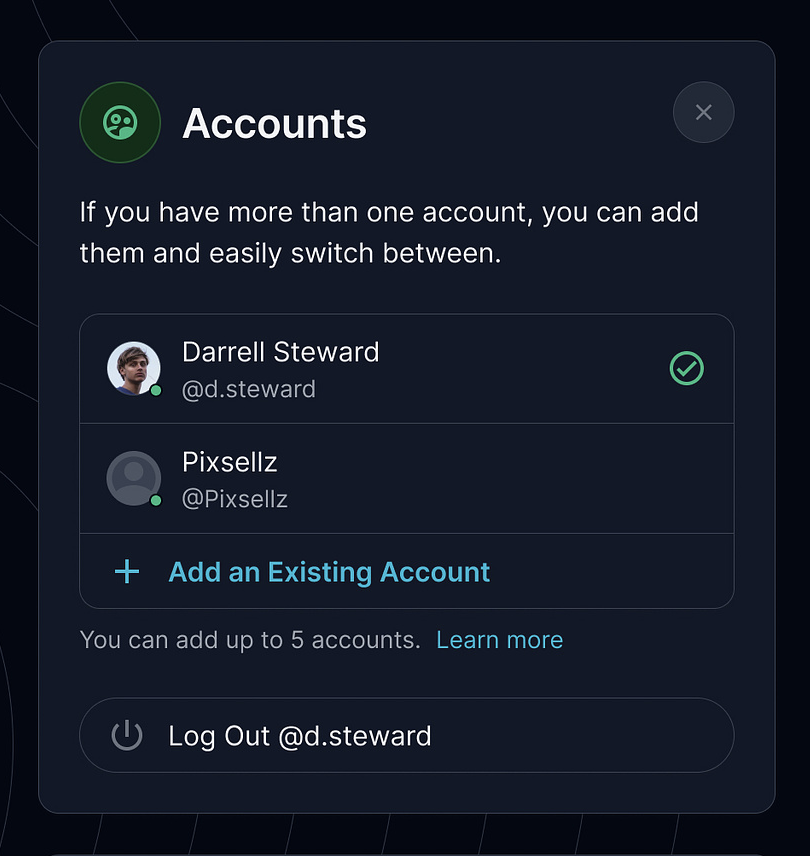 Accounts
If you have more than one account, you can add
them and easily switch between.
Darrell Steward
@d.steward
Pixsellz
@Pixsellz
Add an Existing Account
You can add up to 5 accounts. Learn more
Log Out @d.steward